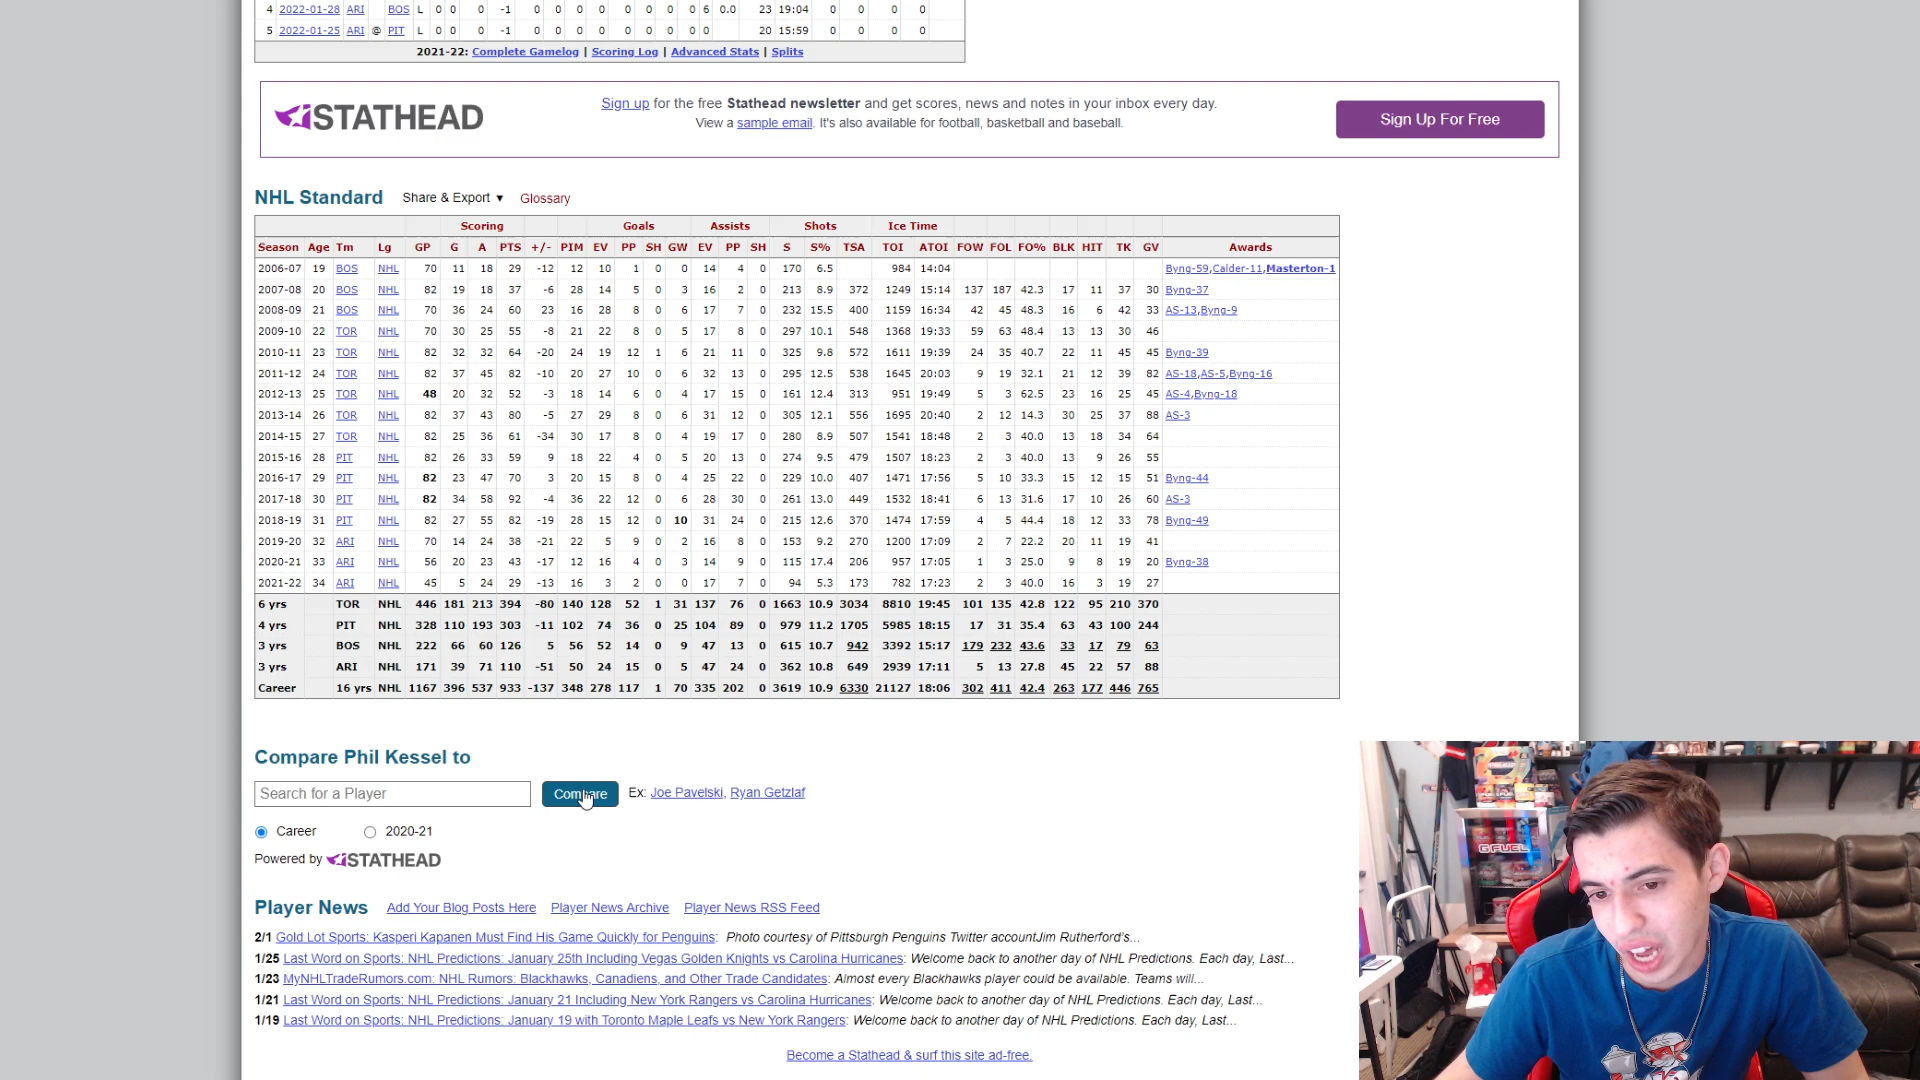 4 2022-01-28 ARI BOS L 0 0 0 -1 0 0 0 0 0 0 0 6 0.0 23 19:04 0 0 0 0
5 2022-01-25 ARI @ PIT L 0 0 0 -1 0 0 0 0 0 0 0 0 20 15:59 0 0 0 0
2021-22: Complete Gamelog | Scoring Log | Advanced Stats | Splits
STATHEAD
Sign up for the free Stathead newsletter and get scores, news and notes in your inbox every day.
View a sample email. It's also available for football, basketball and baseball.
Sign Up For Free
NHL Standard Share & Export ▼ Glossary
Scoring Goals Assists Shots Ice Time
Season Age Tm Lg GP G A PTS +/- PIM EV PP SH GW EV PP SH S S% TSA TOI ATOI FOW FOL FO% BLK HIT TK GV Awards
2006-07 19 BOS NHL 70 11 18 29 -12 12 10 1 0 0 14 4 0 170 6.5 984 14:04 Byng-59,Calder-11,Masterton-1
2007-08 20 BOS NHL 82 19 18 37 -6 28 14 5 0 3 16 2 0 213 8.9 372 1249 15:14 137 187 42.3 17 11 37 30 Byng-37
2008-09 21 BOS NHL 70 36 24 60 23 16 28 8 0 6 17 7 0 232 15.5 400 1159 16:34 42 45 48.3 16 6 42 33 AS-13,Byng-9
2009-10 22 TOR NHL 70 30 25 55 -8 21 22 8 0 5 17 8 0 297 10.1 548 1368 19:33 59 63 48.4 13 13 30 46
2010-11 23 TOR NHL 82 32 32 64 -20 24 19 12 1 6 21 11 0 325 9.8 572 1611 19:39 24 35 40.7 22 11 45 45 Byng-39
2011-12 24 TOR NHL 82 37 45 82 -10 20 27 10 0 6 32 13 0 295 12.5 538 1645 20:03 9 19 32.1 21 12 39 82 AS-18,AS-5,Byng-16
2012-13 25 TOR NHL 48 20 32 52 -3 18 14 6 0 4 17 15 0 161 12.4 313 951 19:49 5 3 62.5 23 16 25 45 AS-4,Byng-18
2013-14 26 TOR NHL 82 37 43 80 -5 27 29 8 0 6 31 12 0 305 12.1 556 1695 20:40 2 12 14.3 30 25 37 88 AS-3
2014-15 27 TOR NHL 82 25 36 61 -34 30 17 8 0 4 19 17 0 280 8.9 507 1541 18:48 2 3 40.0 13 18 34 64
2015-16 28 PIT NHL 82 26 33 59 9 18 22 4 0 5 20 13 0 274 9.5 479 1507 18:23 2 3 40.0 13 9 26 55
2016-17 29 PIT NHL 82 23 47 70 3 20 15 8 0 4 25 22 0 229 10.0 407 1471 17:56 5 10 33.3 15 12 15 51 Byng-44
2017-18 30 PIT NHL 82 34 58 92 -4 36 22 12 0 6 28 30 0 261 13.0 449 1532 18:41 6 13 31.6 17 10 26 60 AS-3
2018-19 31 PIT NHL 82 27 55 82 -19 28 15 12 0 10 31 24 0 215 12.6 370 1474 17:59 4 5 44.4 18 12 33 78 Byng-49
2019-20 32 ARI NHL 70 14 24 38 -21 22 5 9 0 2 16 8 0 153 9.2 270 1200 17:09 2 7 22.2 20 11 19 41
2020-21 33 ARI NHL 56 20 23 43 -17 12 16 4 0 3 14 9 0 115 17.4 206 957 17:05 1 3 25.0 9 8 19 20 Byng-38
2021-22 34 ARI NHL 45 5 24 29 -13 16 3 2 0 0 17 7 0 94 5.3 173 782 17:23 2 3 40.0 16 3 19 27
6 yrs TOR NHL 446 181 213 394 -80 140 128 52 1 31 137 76 0 1663 10.9 3034 8810 19:45 101 135 42.8 122 95 210 370
4 yrs PIT NHL 328 110 193 303 -11 102 74 36 0 25 104 89 0 979 11.2 1705 5985 18:15 17 31 35.4 63 43 100 244
3 yrs BOS NHL 222 66 60 126 5 56 52 14 0 9 47 13 0 615 10.7 942 3392 15:17 179 232 43.6 33 17 79 63
3 yrs ARI NHL 171 39 71 110 -51 50 24 15 0 5 47 24 0 362 10.8 649 2939 17:11 5 13 27.8 45 22 57 88
Career 16 yrs NHL 1167 396 537 933 -137 348 278 117 1 70 335 202 0 3619 10.9 6330 21127 18:06 302 411 42.4 263 177 446 765
Compare Phil Kessel to
Search for a Player Compare Ex: Joe Pavelski, Ryan Getzlaf
Career 2020-21
Powered by STATHEAD
Player News Add Your Blog Posts Here Player News Archive Player News RSS Feed
2/1 Gold Lot Sports: Kasperi Kapanen Must Find His Game Quickly for Penguins: Photo courtesy of Pittsburgh Penguins Twitter accountJim Rutherford's...
1/25 Last Word on Sports: NHL Predictions: January 25th Including Vegas Golden Knights vs Carolina Hurricanes: Welcome back to another day of NHL Predictions. Each day, Last...
1/23 MyNHLTradeRumors.com: NHL Rumors: Blackhawks, Canadiens, and Other Trade Candidates: Almost every Blackhawks player could be available. Teams will...
1/21 Last Word on Sports: NHL Predictions: January 21 Including New York Rangers vs Carolina Hurricanes: Welcome back to another day of NHL Predictions. Each day, Last...
1/19 Last Word on Sports: NHL Predictions: January 19 with Toronto Maple Leafs vs New York Rangers: Welcome back to another day of NHL Predictions. Each day, Last...
Become a Stathead & surf this site ad-free.
G FUEL